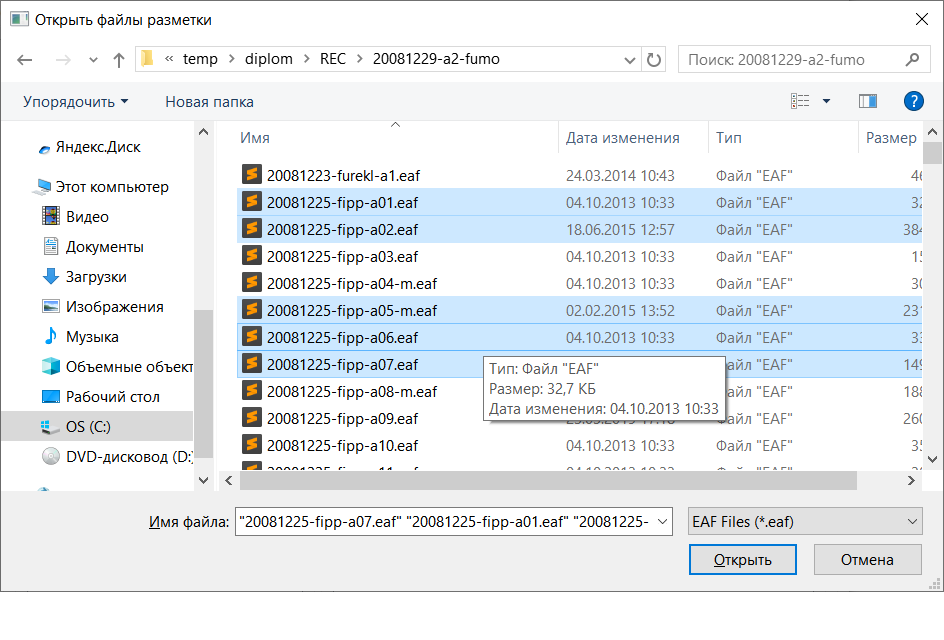 Открыть файлы разметки
« temp > diplom > REC > 20081229-a2-fumo
Поиск: 20081229-a2-fumo
Упорядочить Новая папка
Яндекс.Диск
Этот компьютер
Видео
Документы
Загрузки
Изображения
Музыка
Объемные объект
Рабочий стол
OS (C:)
DVD-дисковод (D:
Имя Дата изменения Тип Размер
20081223-furekl-a1.eaf 24.03.2014 10:43 Файл "EAF" 46
20081225-fipp-a01.eaf 04.10.2013 10:33 Файл "EAF" 32
20081225-fipp-a02.eaf 18.06.2015 12:57 Файл "EAF" 384
20081225-fipp-a03.eaf 04.10.2013 10:33 Файл "EAF" 15
20081225-fipp-a04-m.eaf 04.10.2013 10:33 Файл "EAF" 30
20081225-fipp-a05-m.eaf 02.02.2015 13:52 Файл "EAF" 231
20081225-fipp-a06.eaf 04.10.2013 10:33 Файл "EAF" 33
20081225-fipp-a07.eaf "EAF" 149
20081225-fipp-a08-m.eaf "EAF" 188
20081225-fipp-a09.eaf Файл "EAF" 260
20081225-fipp-a10.eaf 04.10.2013 10:33 Файл "EAF" 35
Тип: Файл "EAF"
Размер: 32,7 КБ
Дата изменения: 04.10.2013 10:33
Имя файла: "20081225-fipp-a07.eaf" "20081225-fipp-a01.eaf" "20081225- EAF Files (*.eaf)
Открыть Отмена